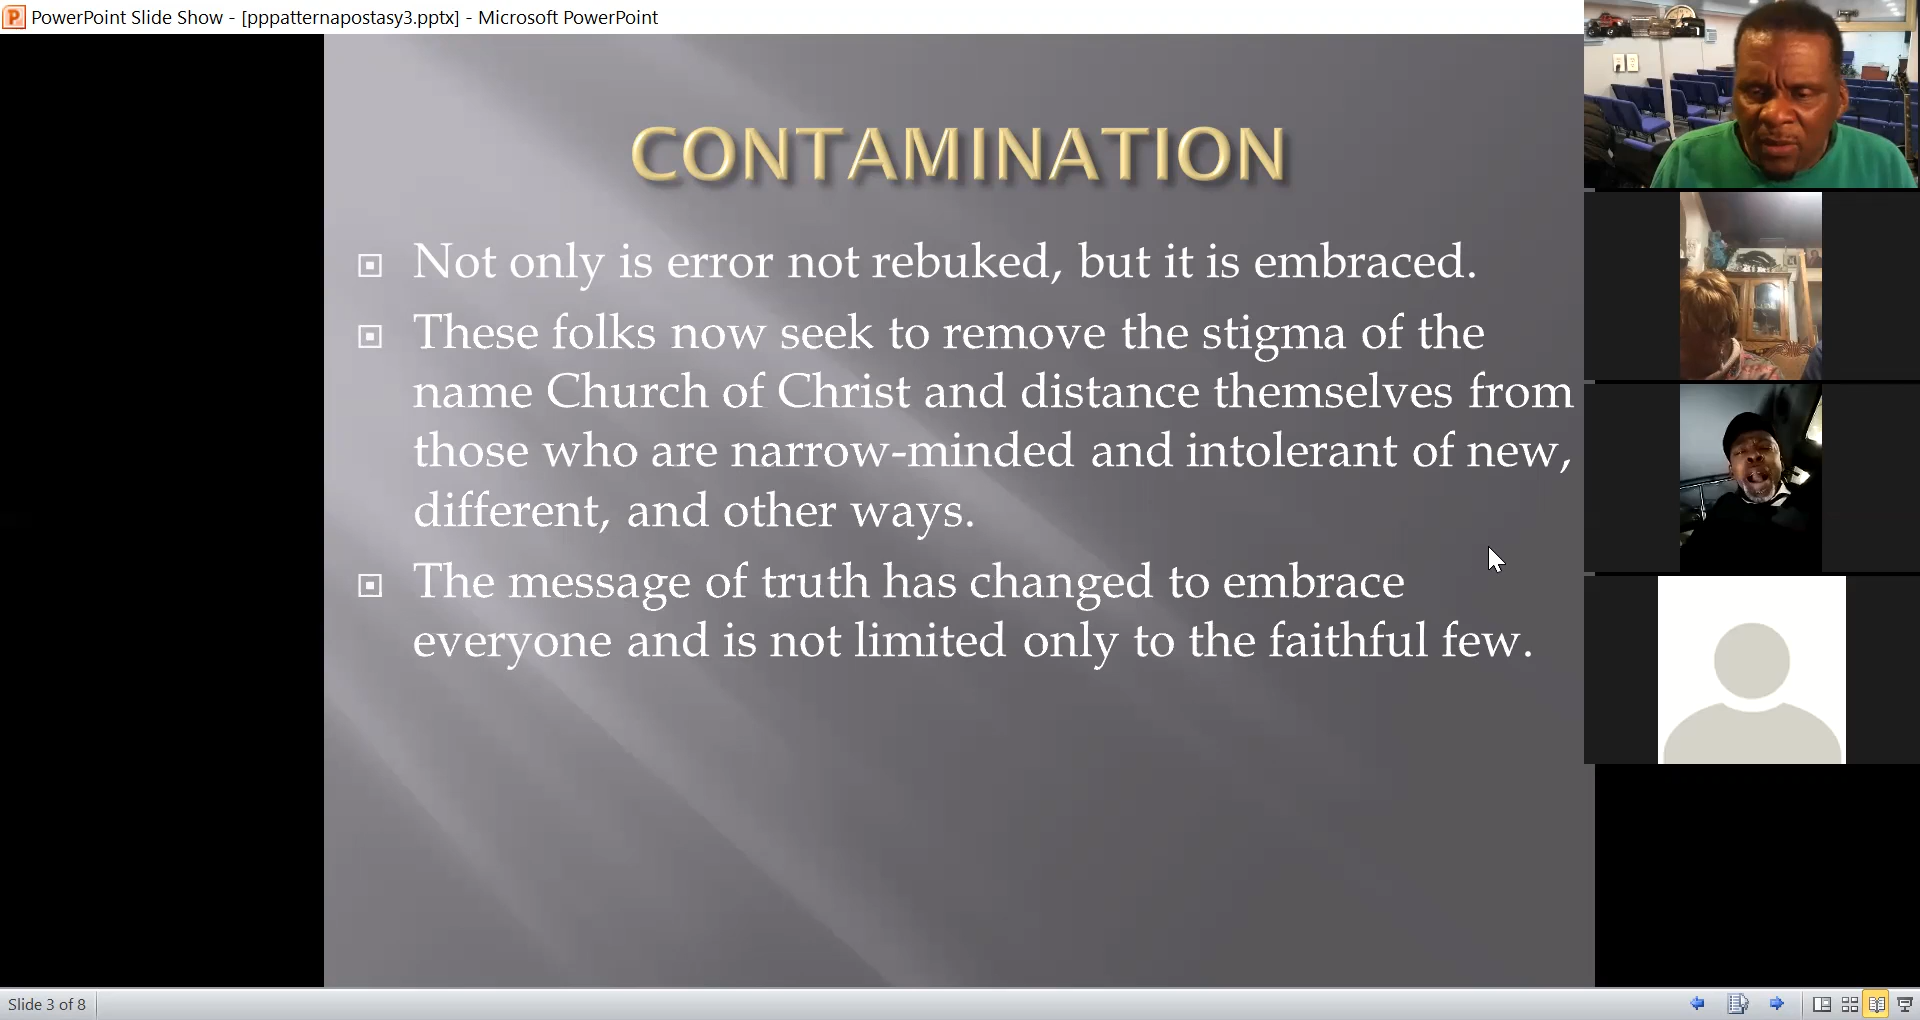 PowerPoint Slide Show - [pppatternapostasy3.pptx] - Microsoft PowerPoint
CONTAMINATION
Not only is error not rebuked, but it is embraced.
These folks now seek to remove the stigma of the
name Church of Christ and distance themselves from
those who are narrow-minded and intolerant of new,
different, and other ways.
The message of truth has changed to embrace
everyone and is not limited only to the faithful few.
Slide 3 of 8